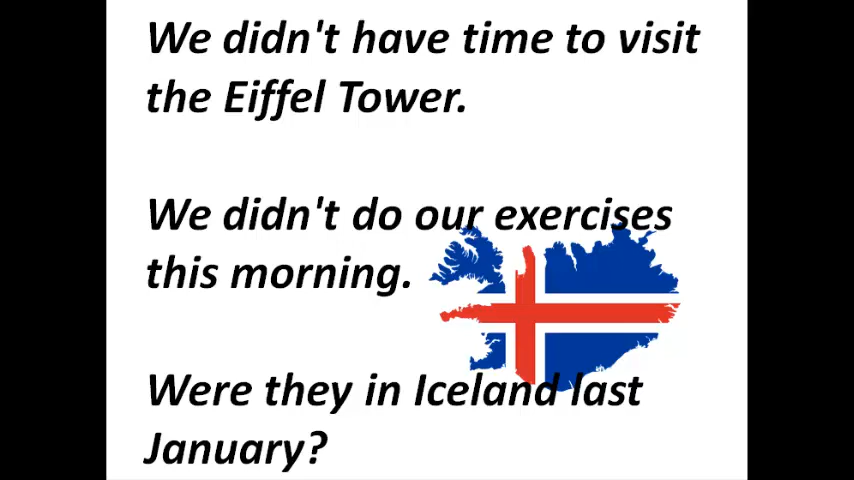 We didn't have time to visit
the Eiffel Tower.
We didn't do our exercises
this morning.
Were they in Iceland last
January?